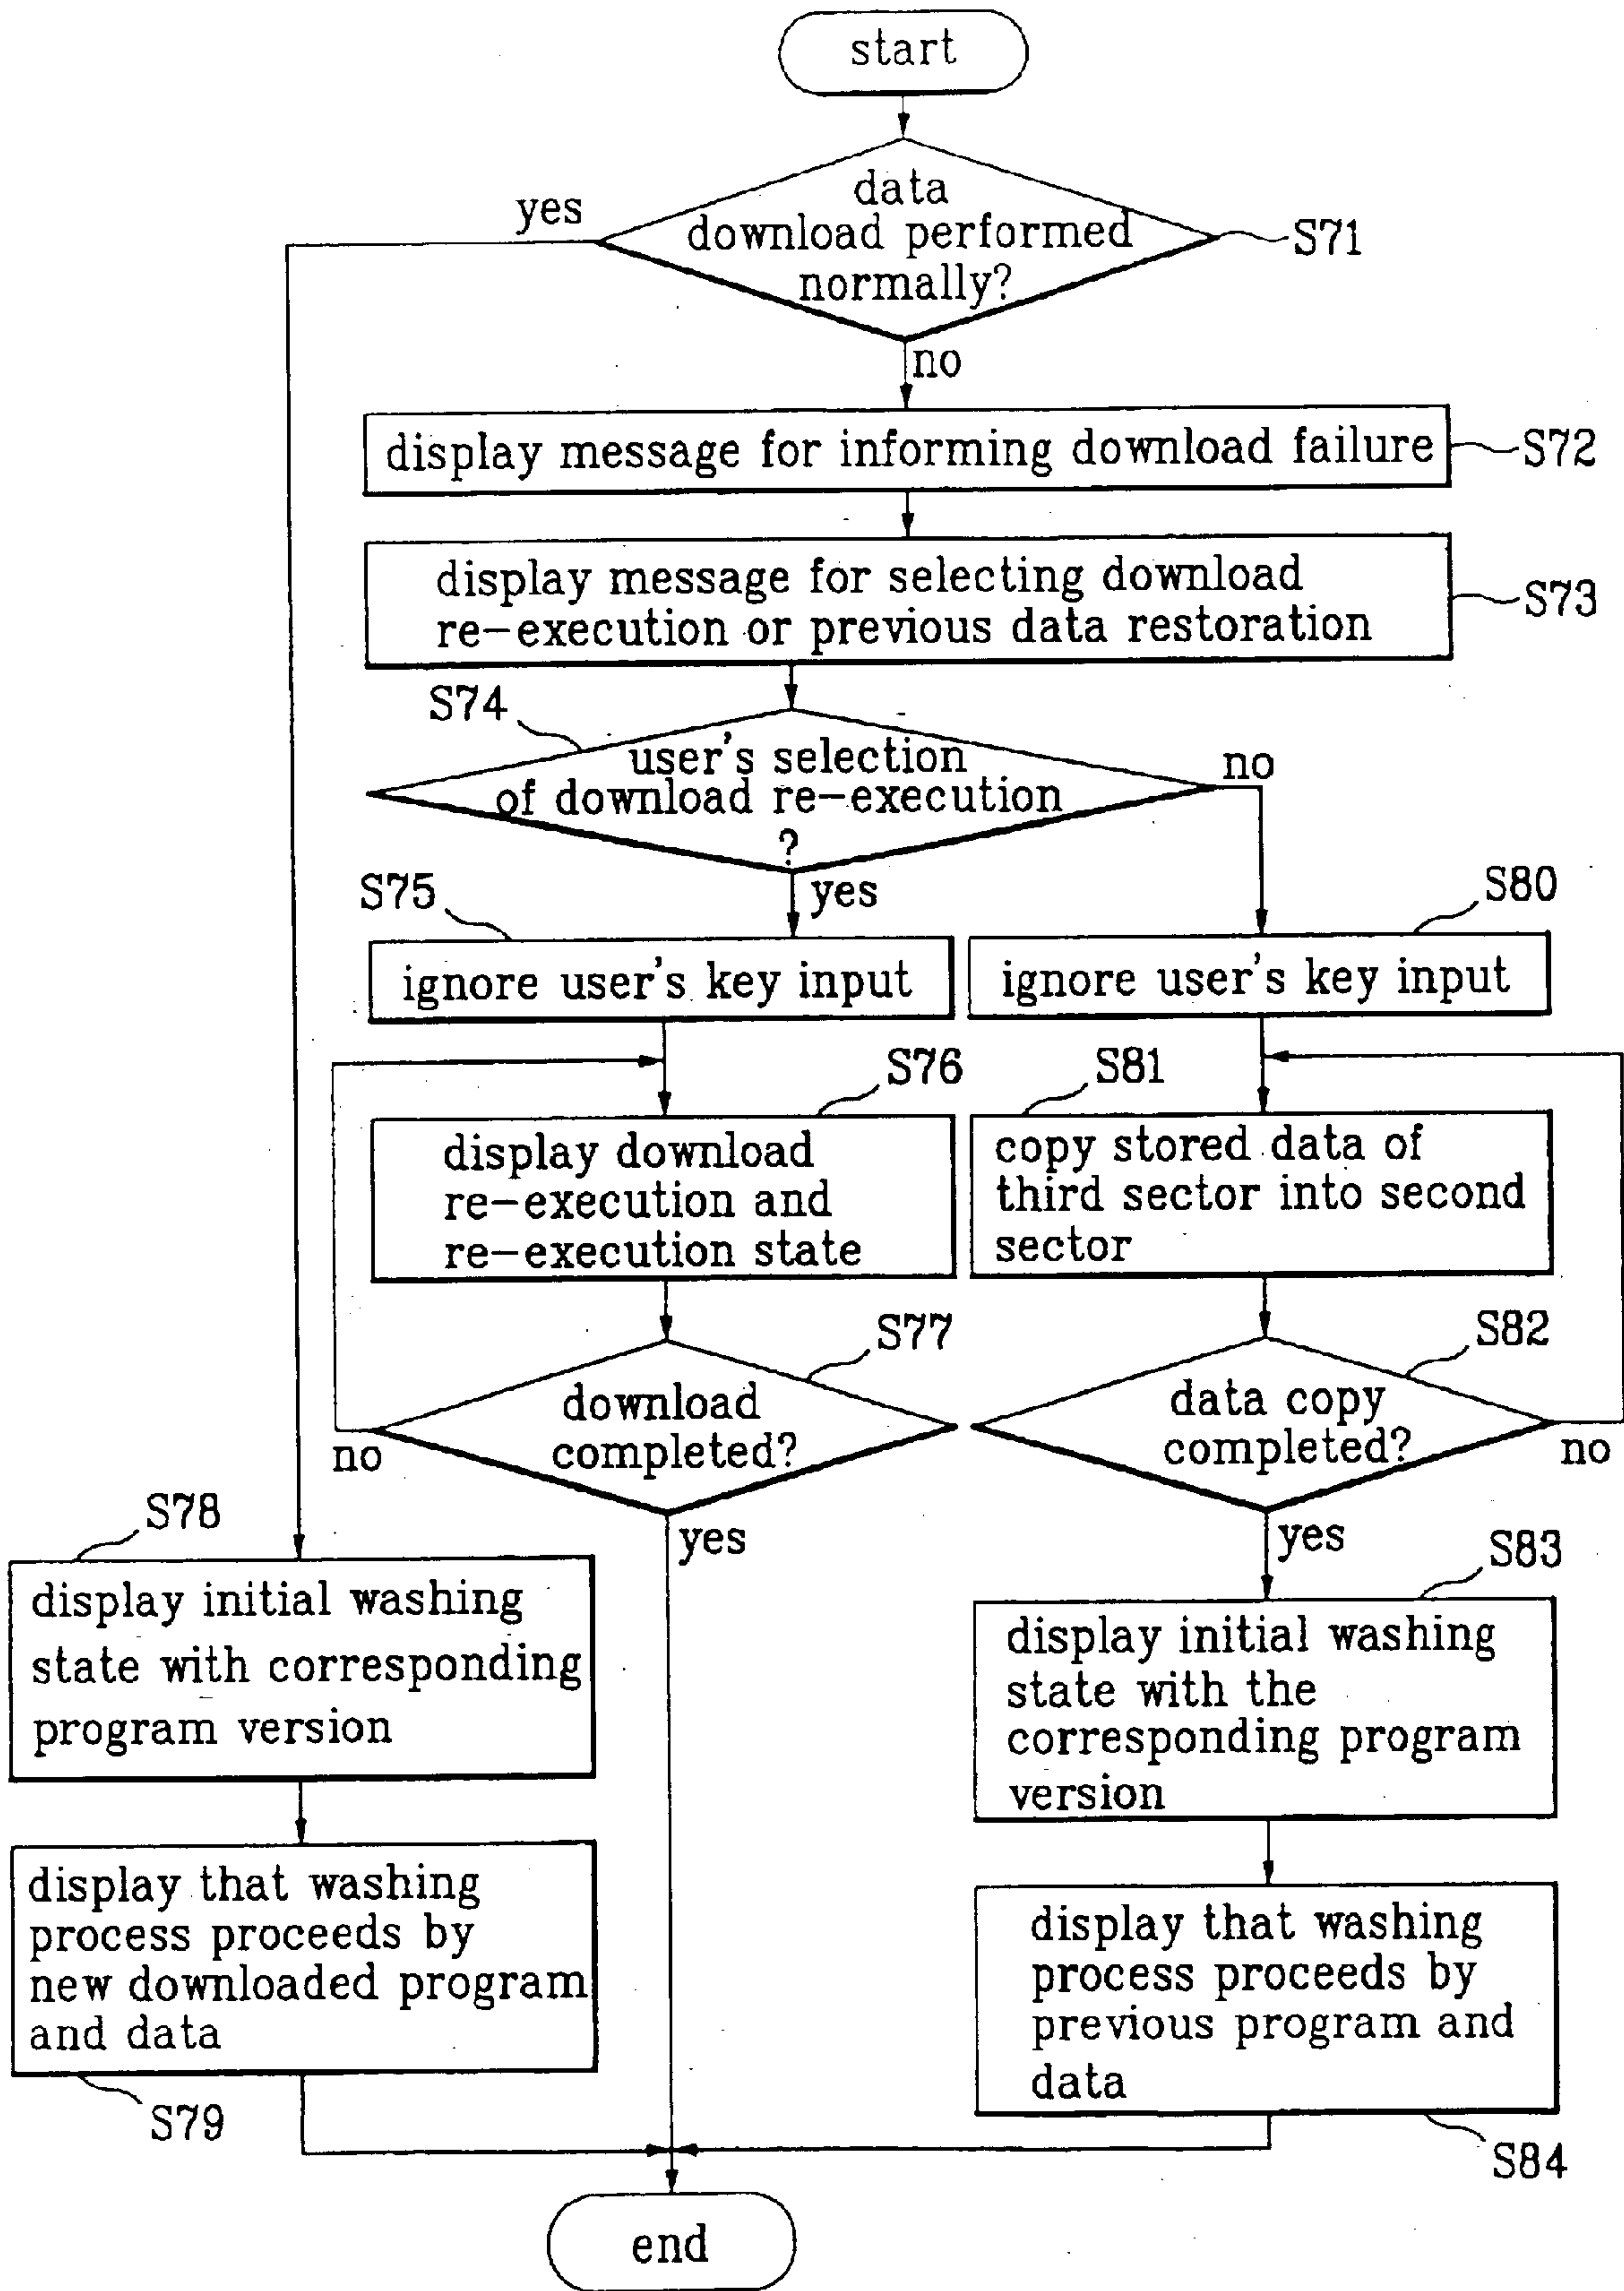 start
data
download performed
normally?
yes
S71
no
display message for informing download failure
S72
display message for selecting download
re-execution or previous data restoration
S73
S74
user's selection
of download re-execution
?
no
yes
S75
ignore user's key input
S80
ignore user's key input
S76
display download
re-execution and
re-execution state
S81
copy stored data of
third sector into second
sector
S77
download
completed?
no
yes
S82
data copy
completed?
no
yes
S78
display initial washing
state with corresponding
program version
S83
display initial washing
state with the
corresponding program
version
display that washing
process proceeds by
new downloaded program
and data
S79
display that washing
process proceeds by
previous program and
data
S84
end